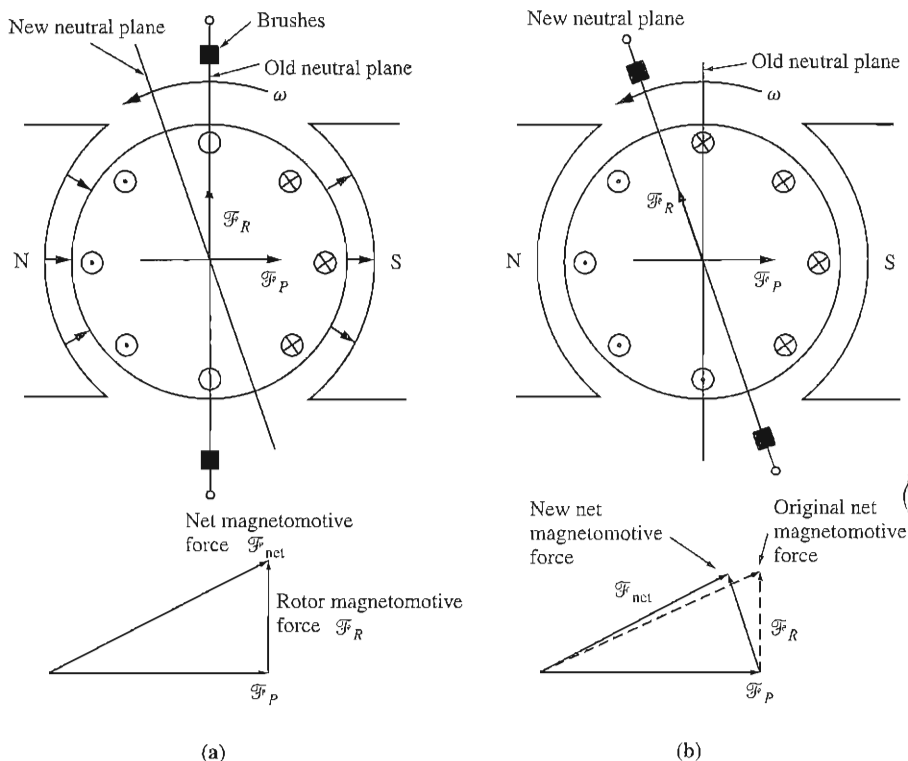 New neutral plane
Brushes
Old neutral plane
ω
N
S
ℱR
ℱP
Net magnetomotive
force ℱnet
Rotor magnetomotive
force ℱR
ℱP
(a)
New neutral plane
Old neutral plane
ω
N
S
ℱR
ℱP
New net
magnetomotive
force
Original net
magnetomotive
force
ℱnet
ℱR
ℱP
(b)